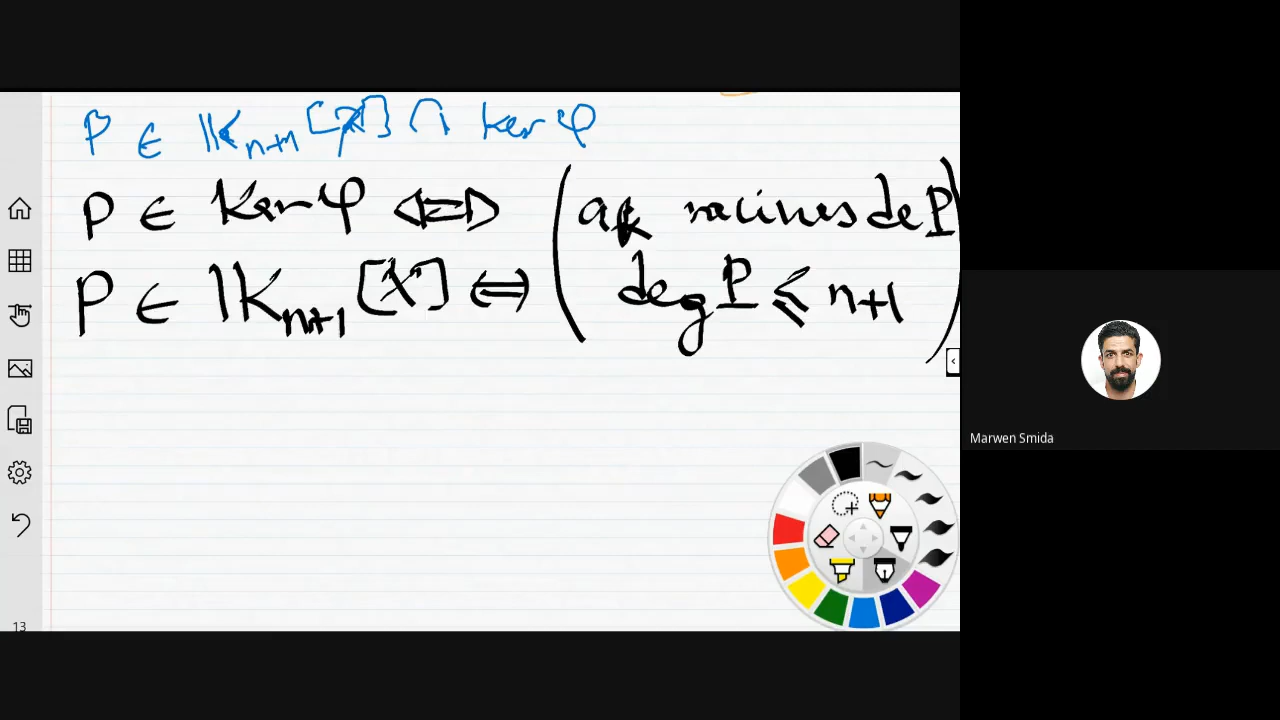 P ∈ 𝕂ₙ₊₁[X] ∩ ker φ
P ∈ Ker φ ⇔ ( aₖ racines de P
P ∈ 𝕂ₙ₊₁[X] ⇔ ( deg P ≤ n+1 )
Marwen Smida
13